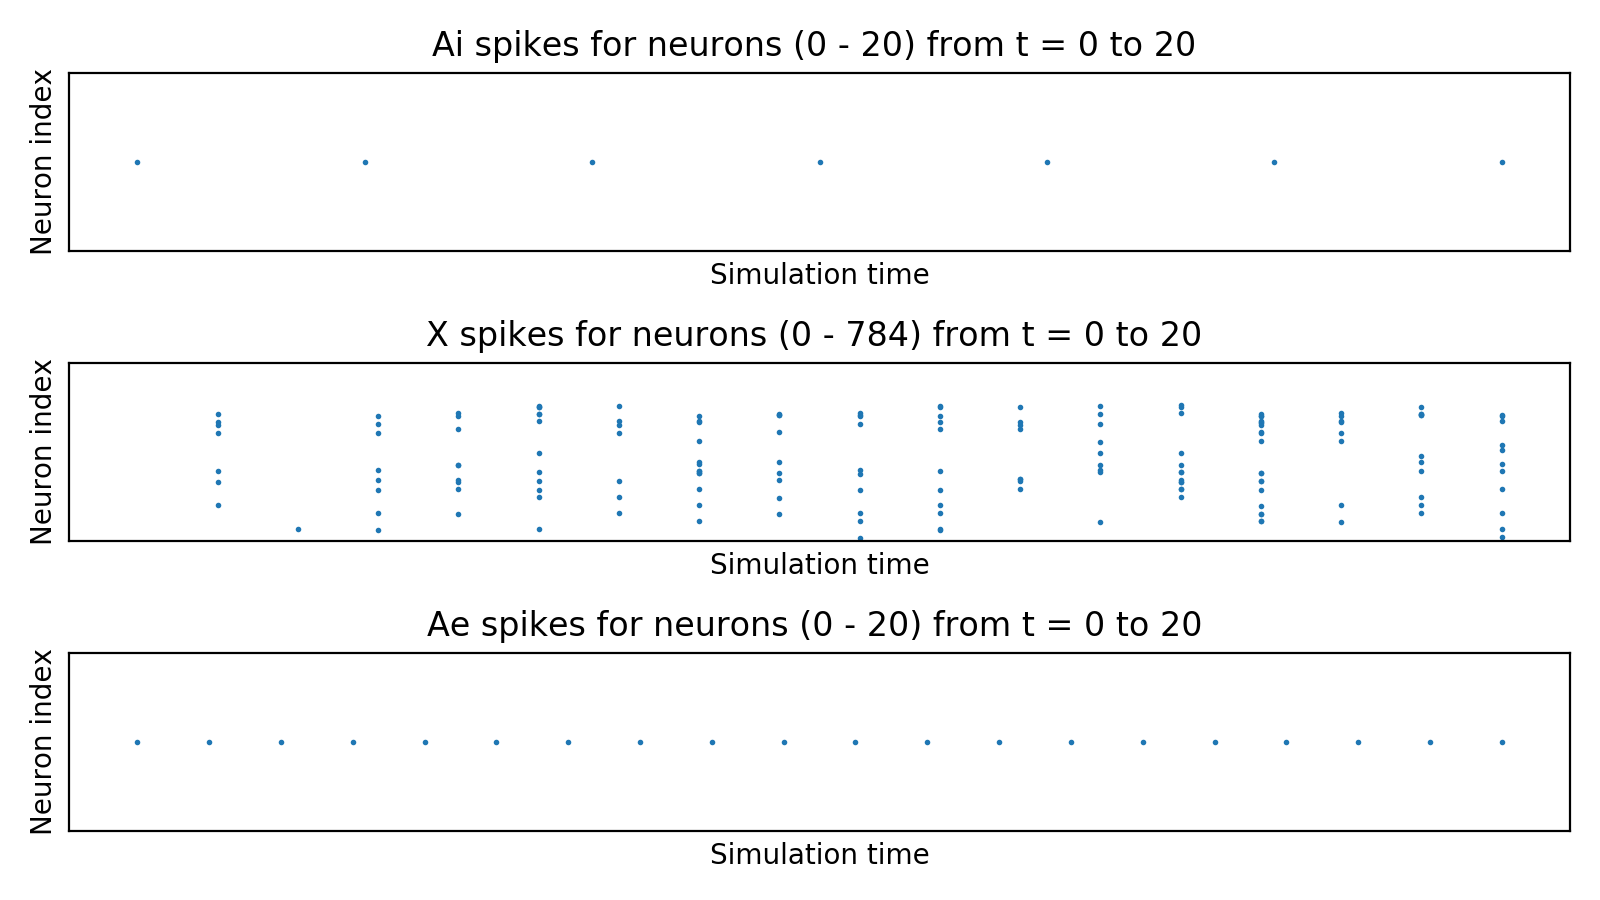 Ai spikes for neurons (0 - 20) from t = 0 to 20
Neuron index
Simulation time
X spikes for neurons (0 - 784) from t = 0 to 20
Neuron index
Simulation time
Ae spikes for neurons (0 - 20) from t = 0 to 20
Neuron index
Simulation time